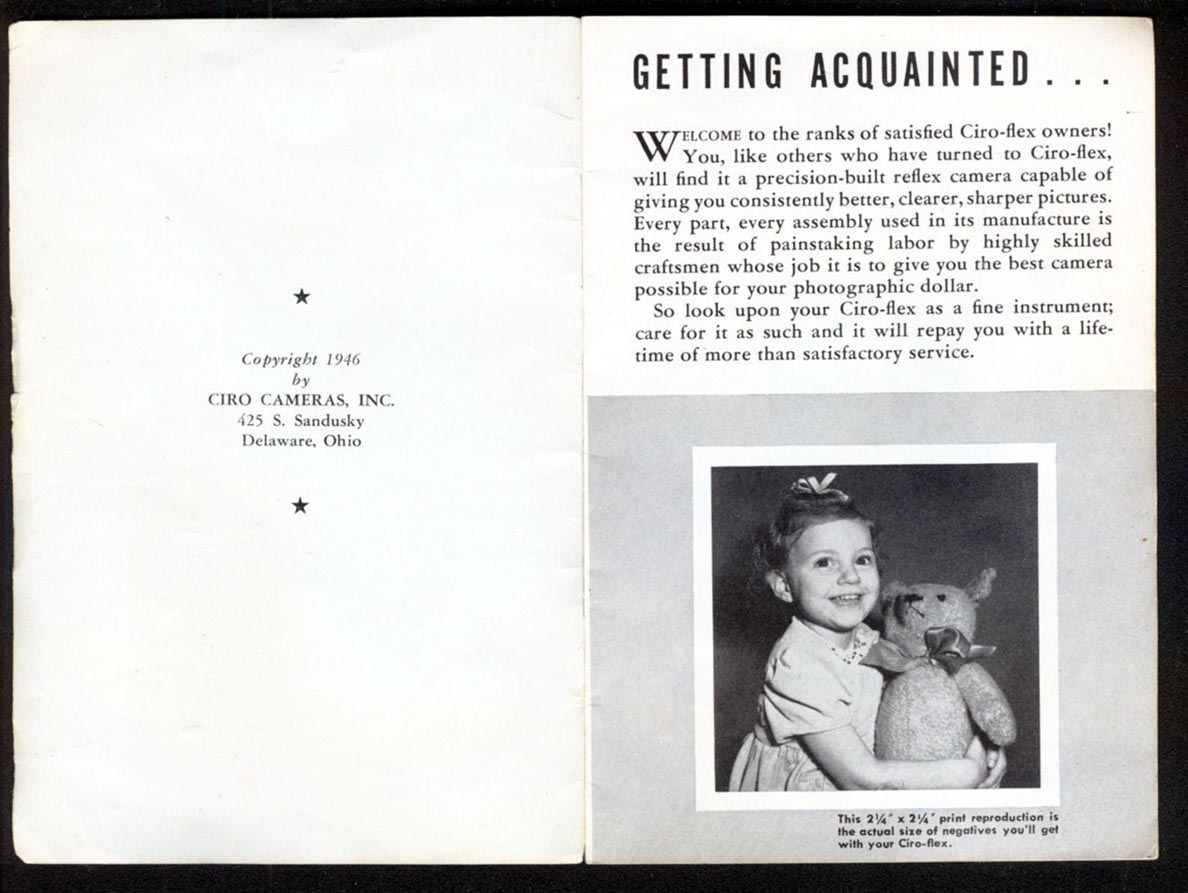 ★
Copyright 1946
by
CIRO CAMERAS, INC.
425 S. Sandusky
Delaware, Ohio
★
GETTING ACQUAINTED . . .
WELCOME to the ranks of satisfied Ciro-flex owners!
You, like others who have turned to Ciro-flex,
will find it a precision-built reflex camera capable of
giving you consistently better, clearer, sharper pictures.
Every part, every assembly used in its manufacture is
the result of painstaking labor by highly skilled
craftsmen whose job it is to give you the best camera
possible for your photographic dollar.
So look upon your Ciro-flex as a fine instrument;
care for it as such and it will repay you with a life-
time of more than satisfactory service.
This 2¼″ x 2¼″ print reproduction is
the actual size of negatives you'll get
with your Ciro-flex.